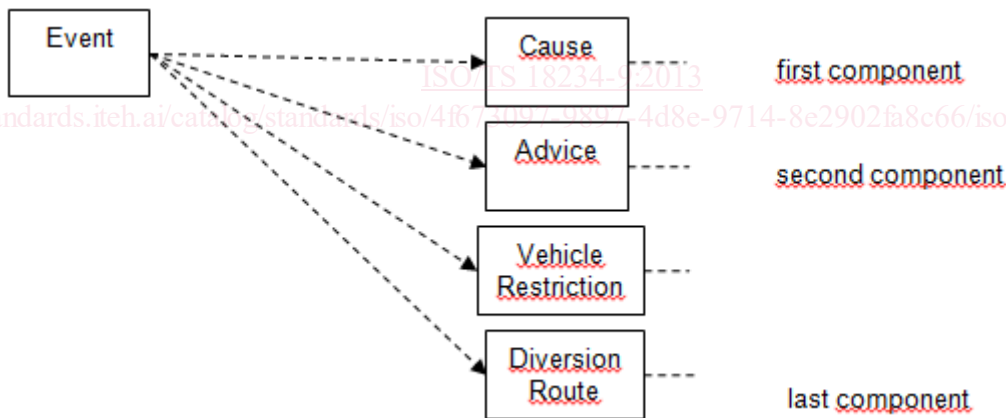 Event
Cause
first component
ISO/TS 18234-9:2013
ndards.iteh.ai/catalog/standards/iso/4f673097-9897-4d8e-9714-8e2902fa8c66/iso
Advice
second component
Vehicle
Restriction
Diversion
Route
last component